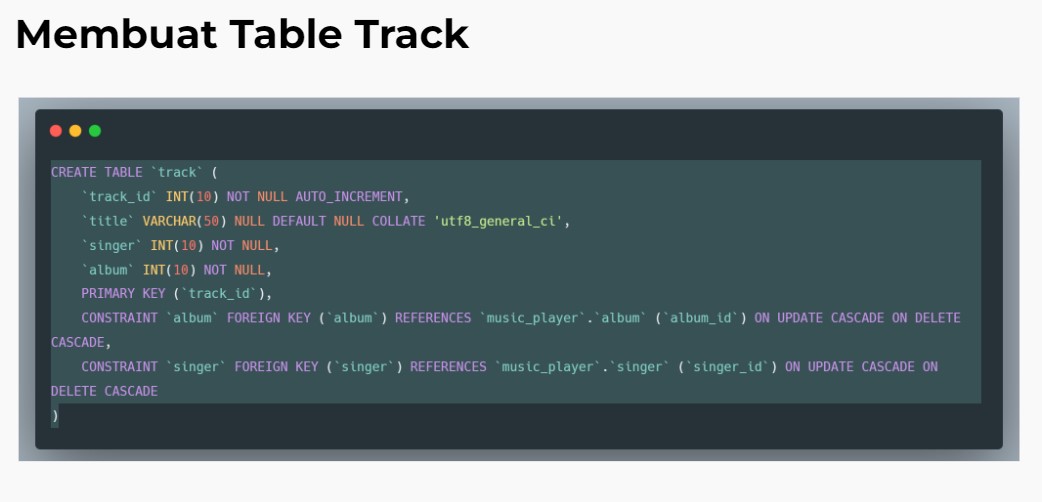 Membuat Table Track
CREATE TABLE `track` (
    `track_id` INT(10) NOT NULL AUTO_INCREMENT,
    `title` VARCHAR(50) NULL DEFAULT NULL COLLATE 'utf8_general_ci',
    `singer` INT(10) NOT NULL,
    `album` INT(10) NOT NULL,
    PRIMARY KEY (`track_id`),
    CONSTRAINT `album` FOREIGN KEY (`album`) REFERENCES `music_player`.`album` (`album_id`) ON UPDATE CASCADE ON DELETE
CASCADE,
    CONSTRAINT `singer` FOREIGN KEY (`singer`) REFERENCES `music_player`.`singer` (`singer_id`) ON UPDATE CASCADE ON
DELETE CASCADE
)